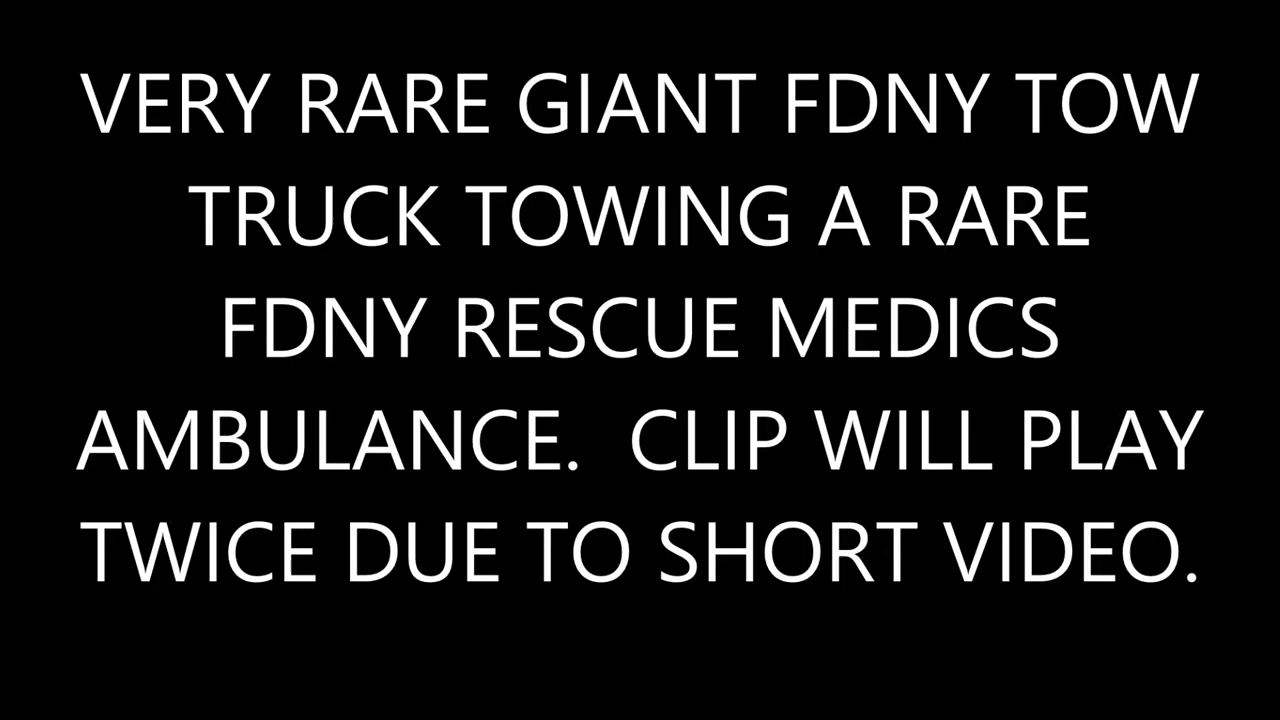 VERY RARE GIANT FDNY TOW
TRUCK TOWING A RARE
FDNY RESCUE MEDICS
AMBULANCE.  CLIP WILL PLAY
TWICE DUE TO SHORT VIDEO.